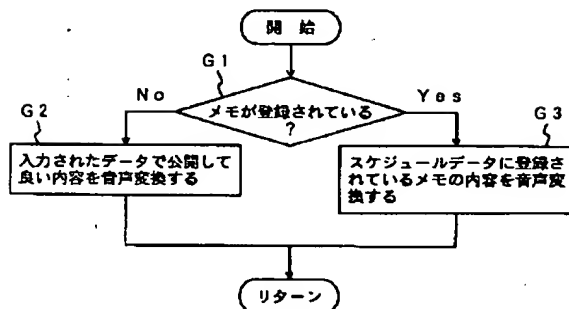 開 始
G1
No
メモが登録されている
?
Yes
G2
入力されたデータで公開して
良い内容を音声変換する
G3
スケジュールデータに登録
されているメモの内容を音声変
換する
リターン